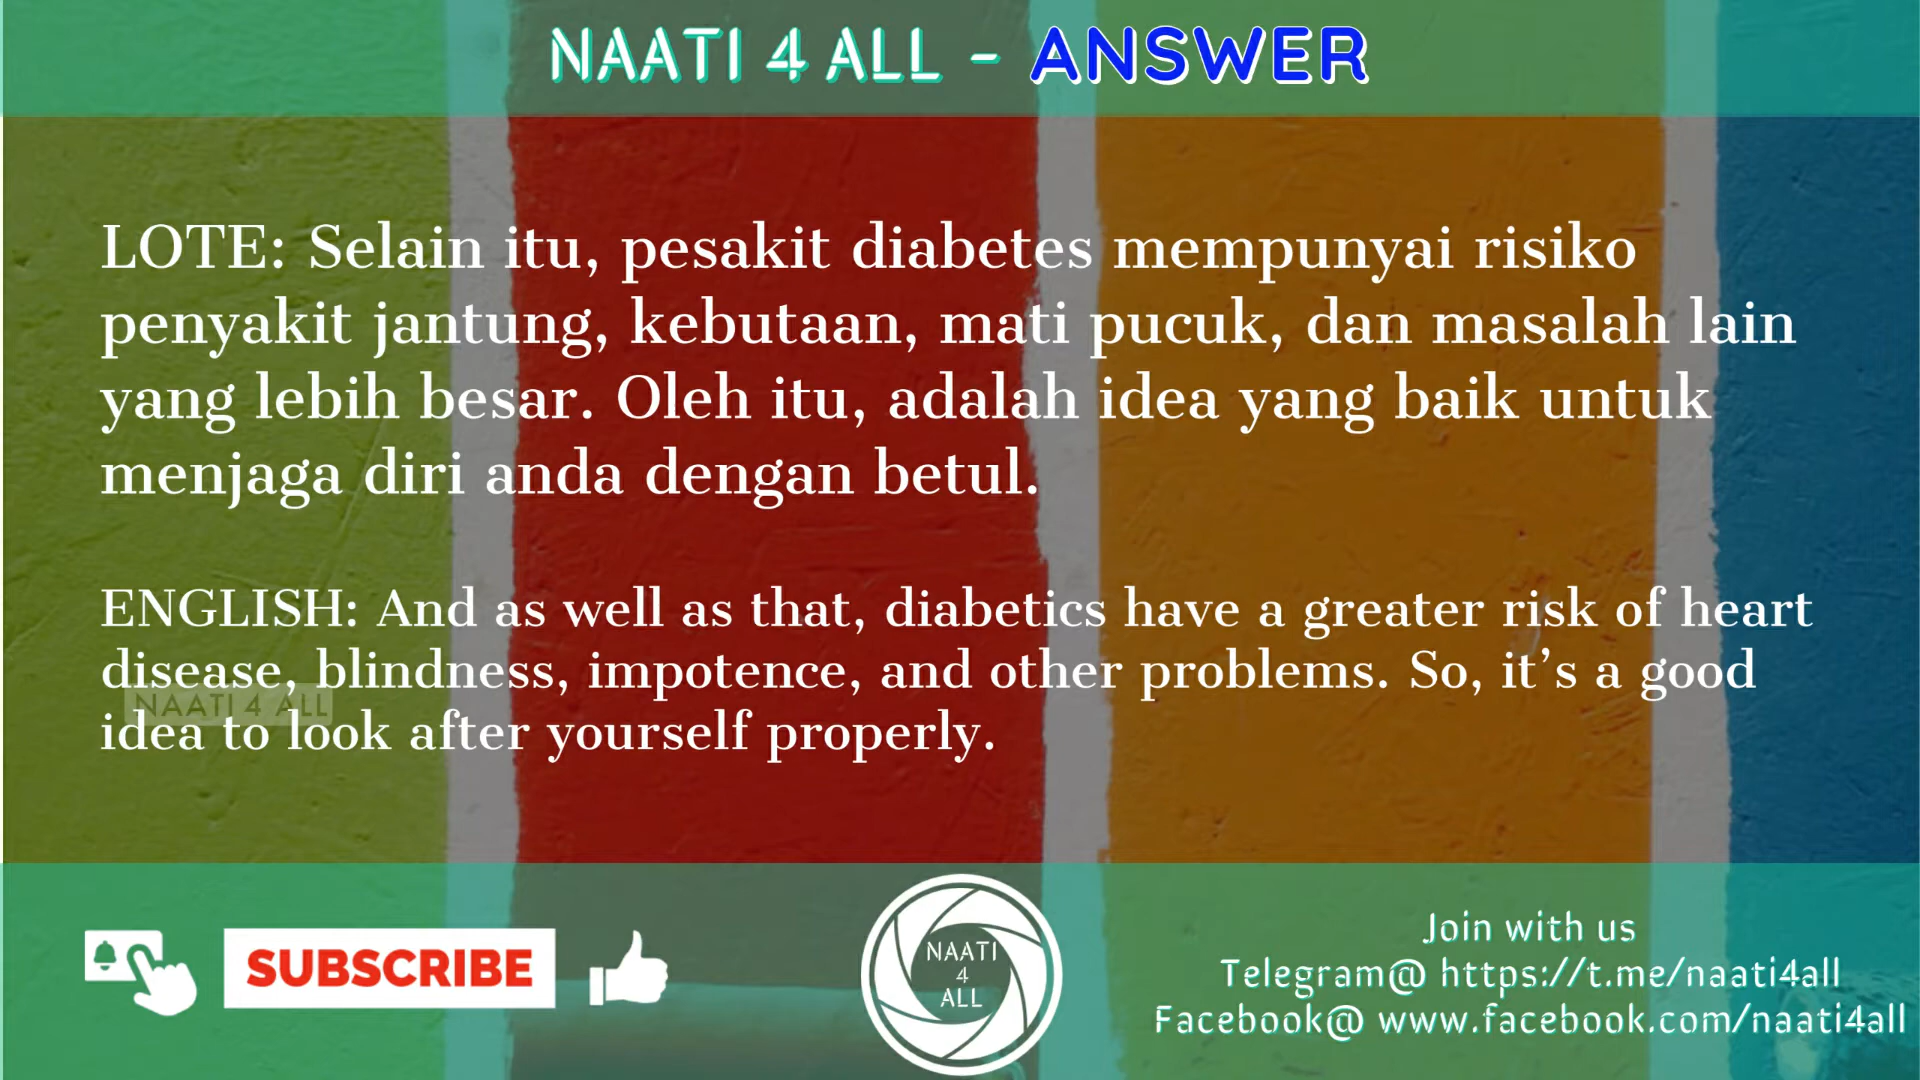 NAATI 4 ALL - ANSWER
LOTE: Selain itu, pesakit diabetes mempunyai risiko
penyakit jantung, kebutaan, mati pucuk, dan masalah lain
yang lebih besar. Oleh itu, adalah idea yang baik untuk
menjaga diri anda dengan betul.
ENGLISH: And as well as that, diabetics have a greater risk of heart
disease, blindness, impotence, and other problems. So, it’s a good
NAATI 4 ALL
idea to look after yourself properly.
SUBSCRIBE
NAATI
4
ALL
Join with us
Telegram@ https://t.me/naati4all
Facebook@ www.facebook.com/naati4all